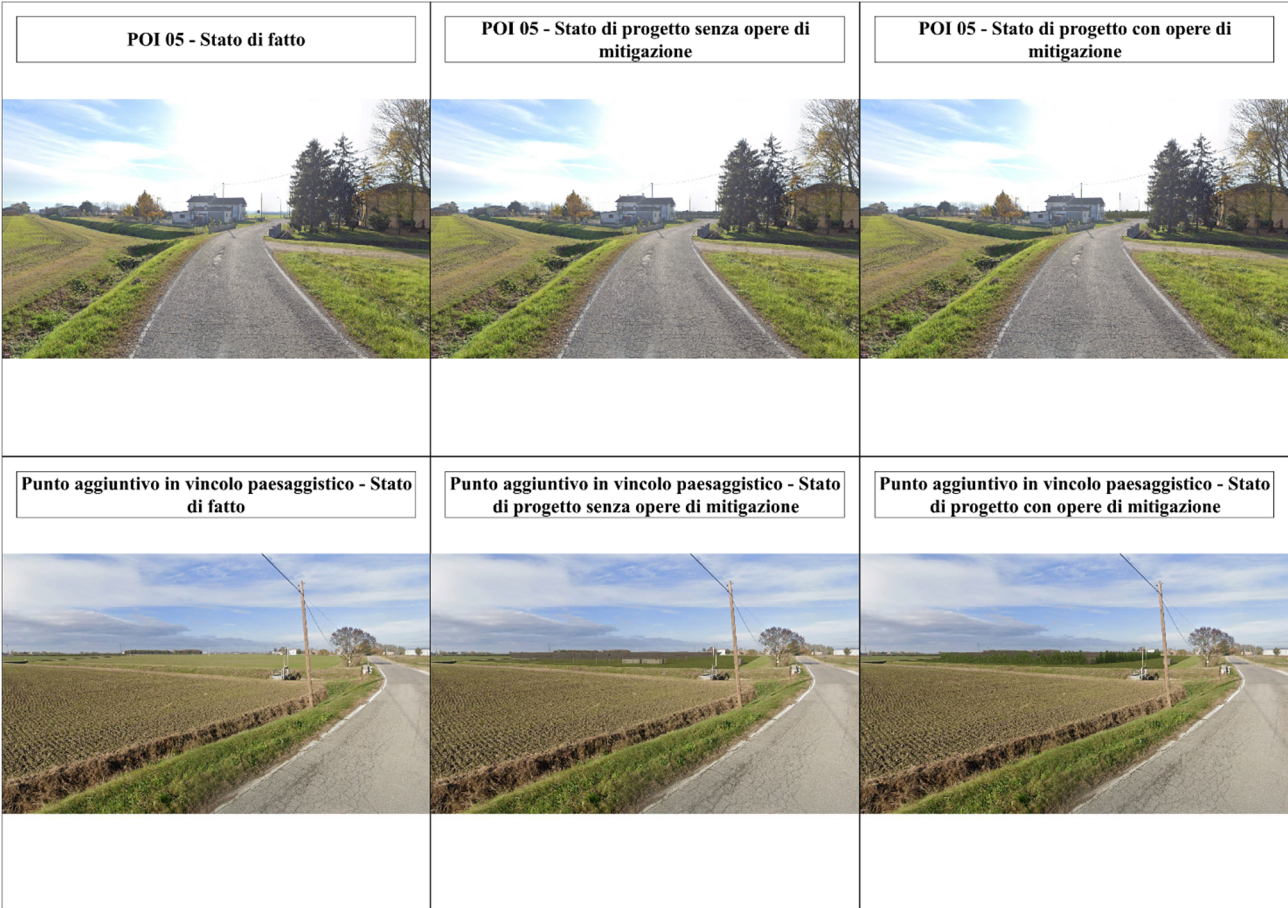 POI 05 - Stato di fatto
POI 05 - Stato di progetto senza opere di
mitigazione
POI 05 - Stato di progetto con opere di
mitigazione
Punto aggiuntivo in vincolo paesaggistico - Stato
di fatto
Punto aggiuntivo in vincolo paesaggistico - Stato
di progetto senza opere di mitigazione
Punto aggiuntivo in vincolo paesaggistico - Stato
di progetto con opere di mitigazione